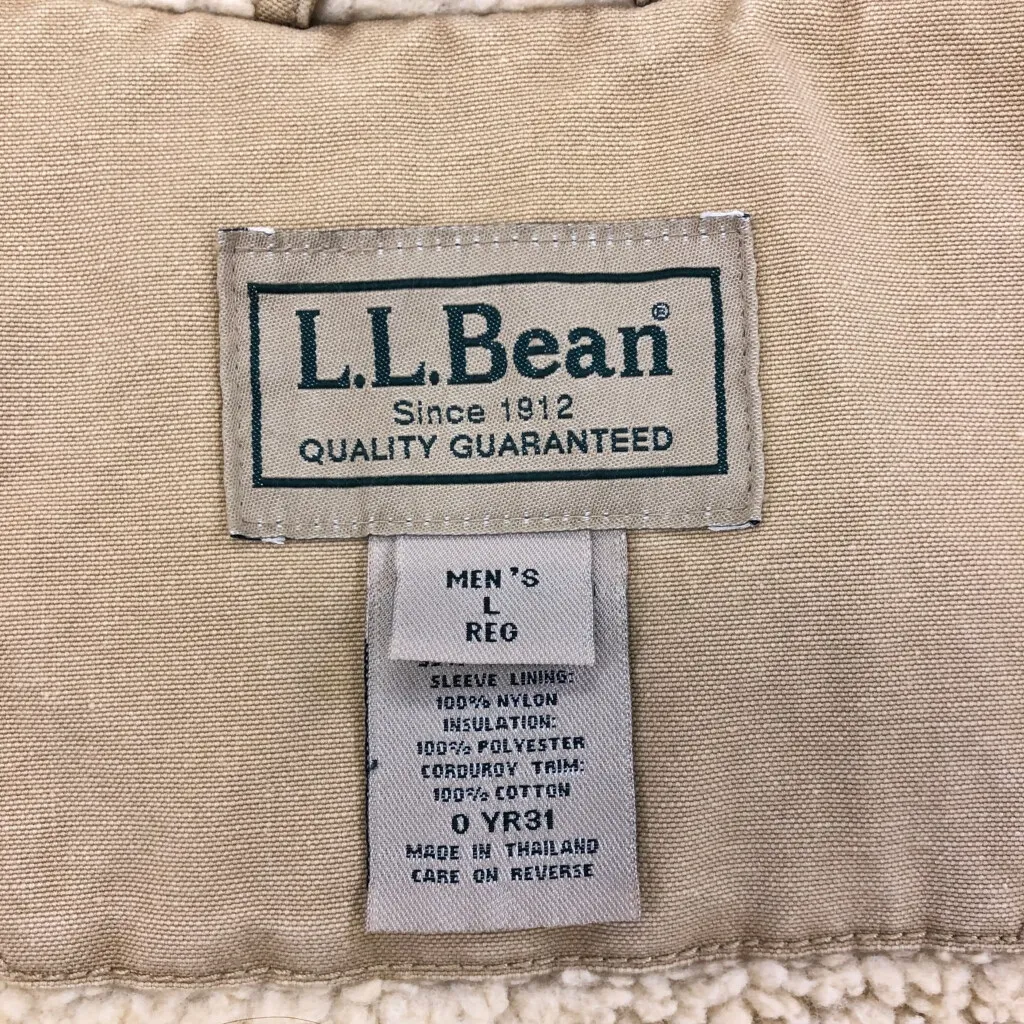 L.L.Bean®
Since 1912
QUALITY GUARANTEED
MEN'S
L
REG
SLEEVE LINING:
100% NYLON
INSULATION:
100% POLYESTER
CORDUROY TRIM:
100% COTTON
0 YR31
MADE IN THAILAND
CARE ON REVERSE